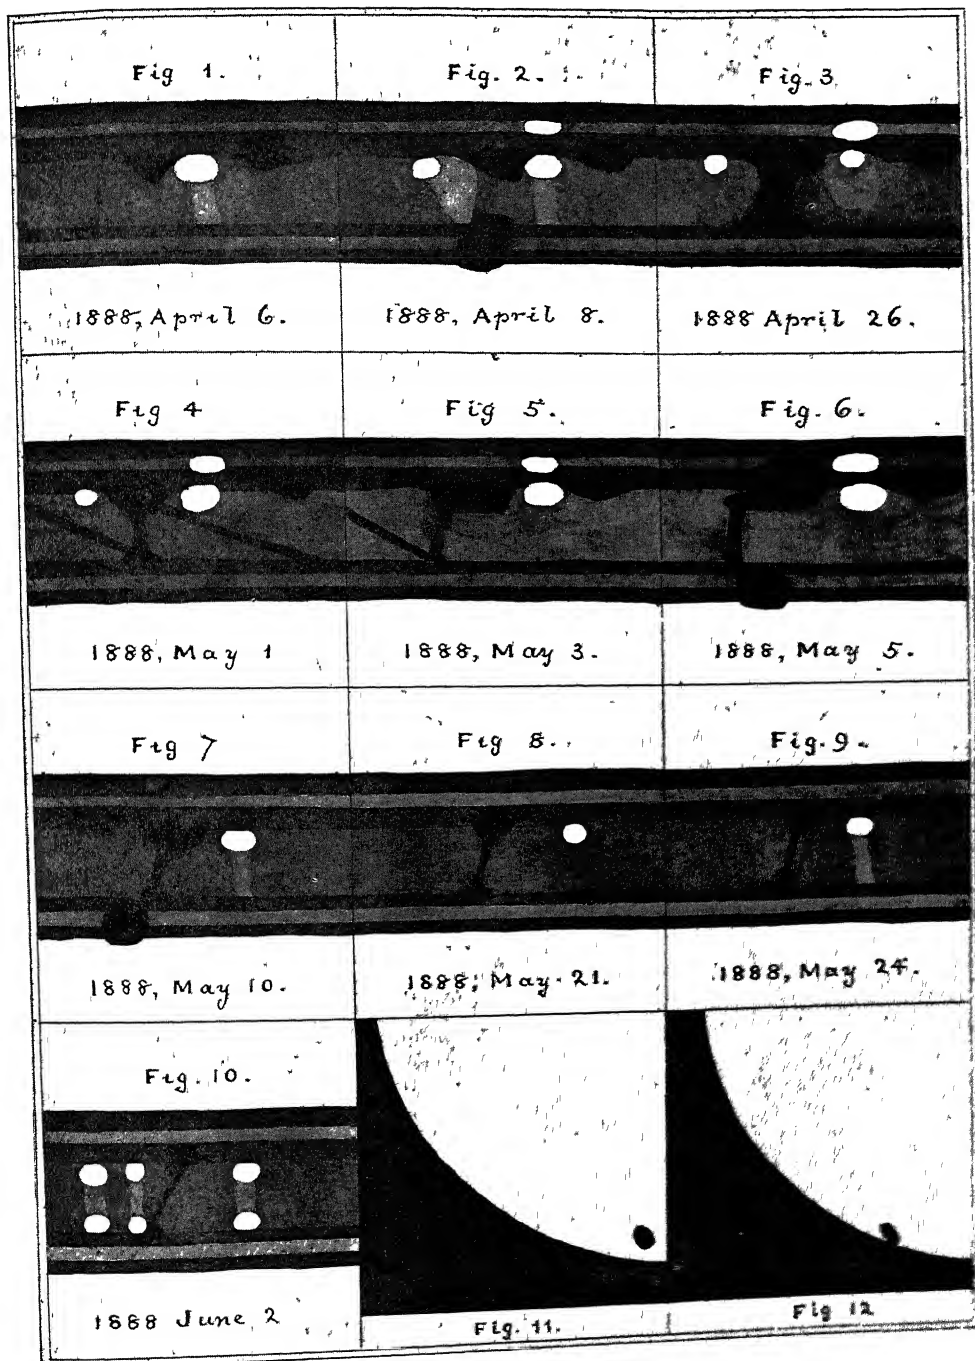 Fig 1.
Fig. 2.
Fig. 3
1888, April 6.
1888, April 8.
1888 April 26.
Fig 4
Fig 5.
Fig. 6.
1888, May 1
1888, May 3.
1888, May 5.
Fig 7
Fig 8.
Fig. 9.
1888, May 10.
1888, May 21.
1888, May 24.
Fig. 10.
1888 June 2
Fig. 11.
Fig 12